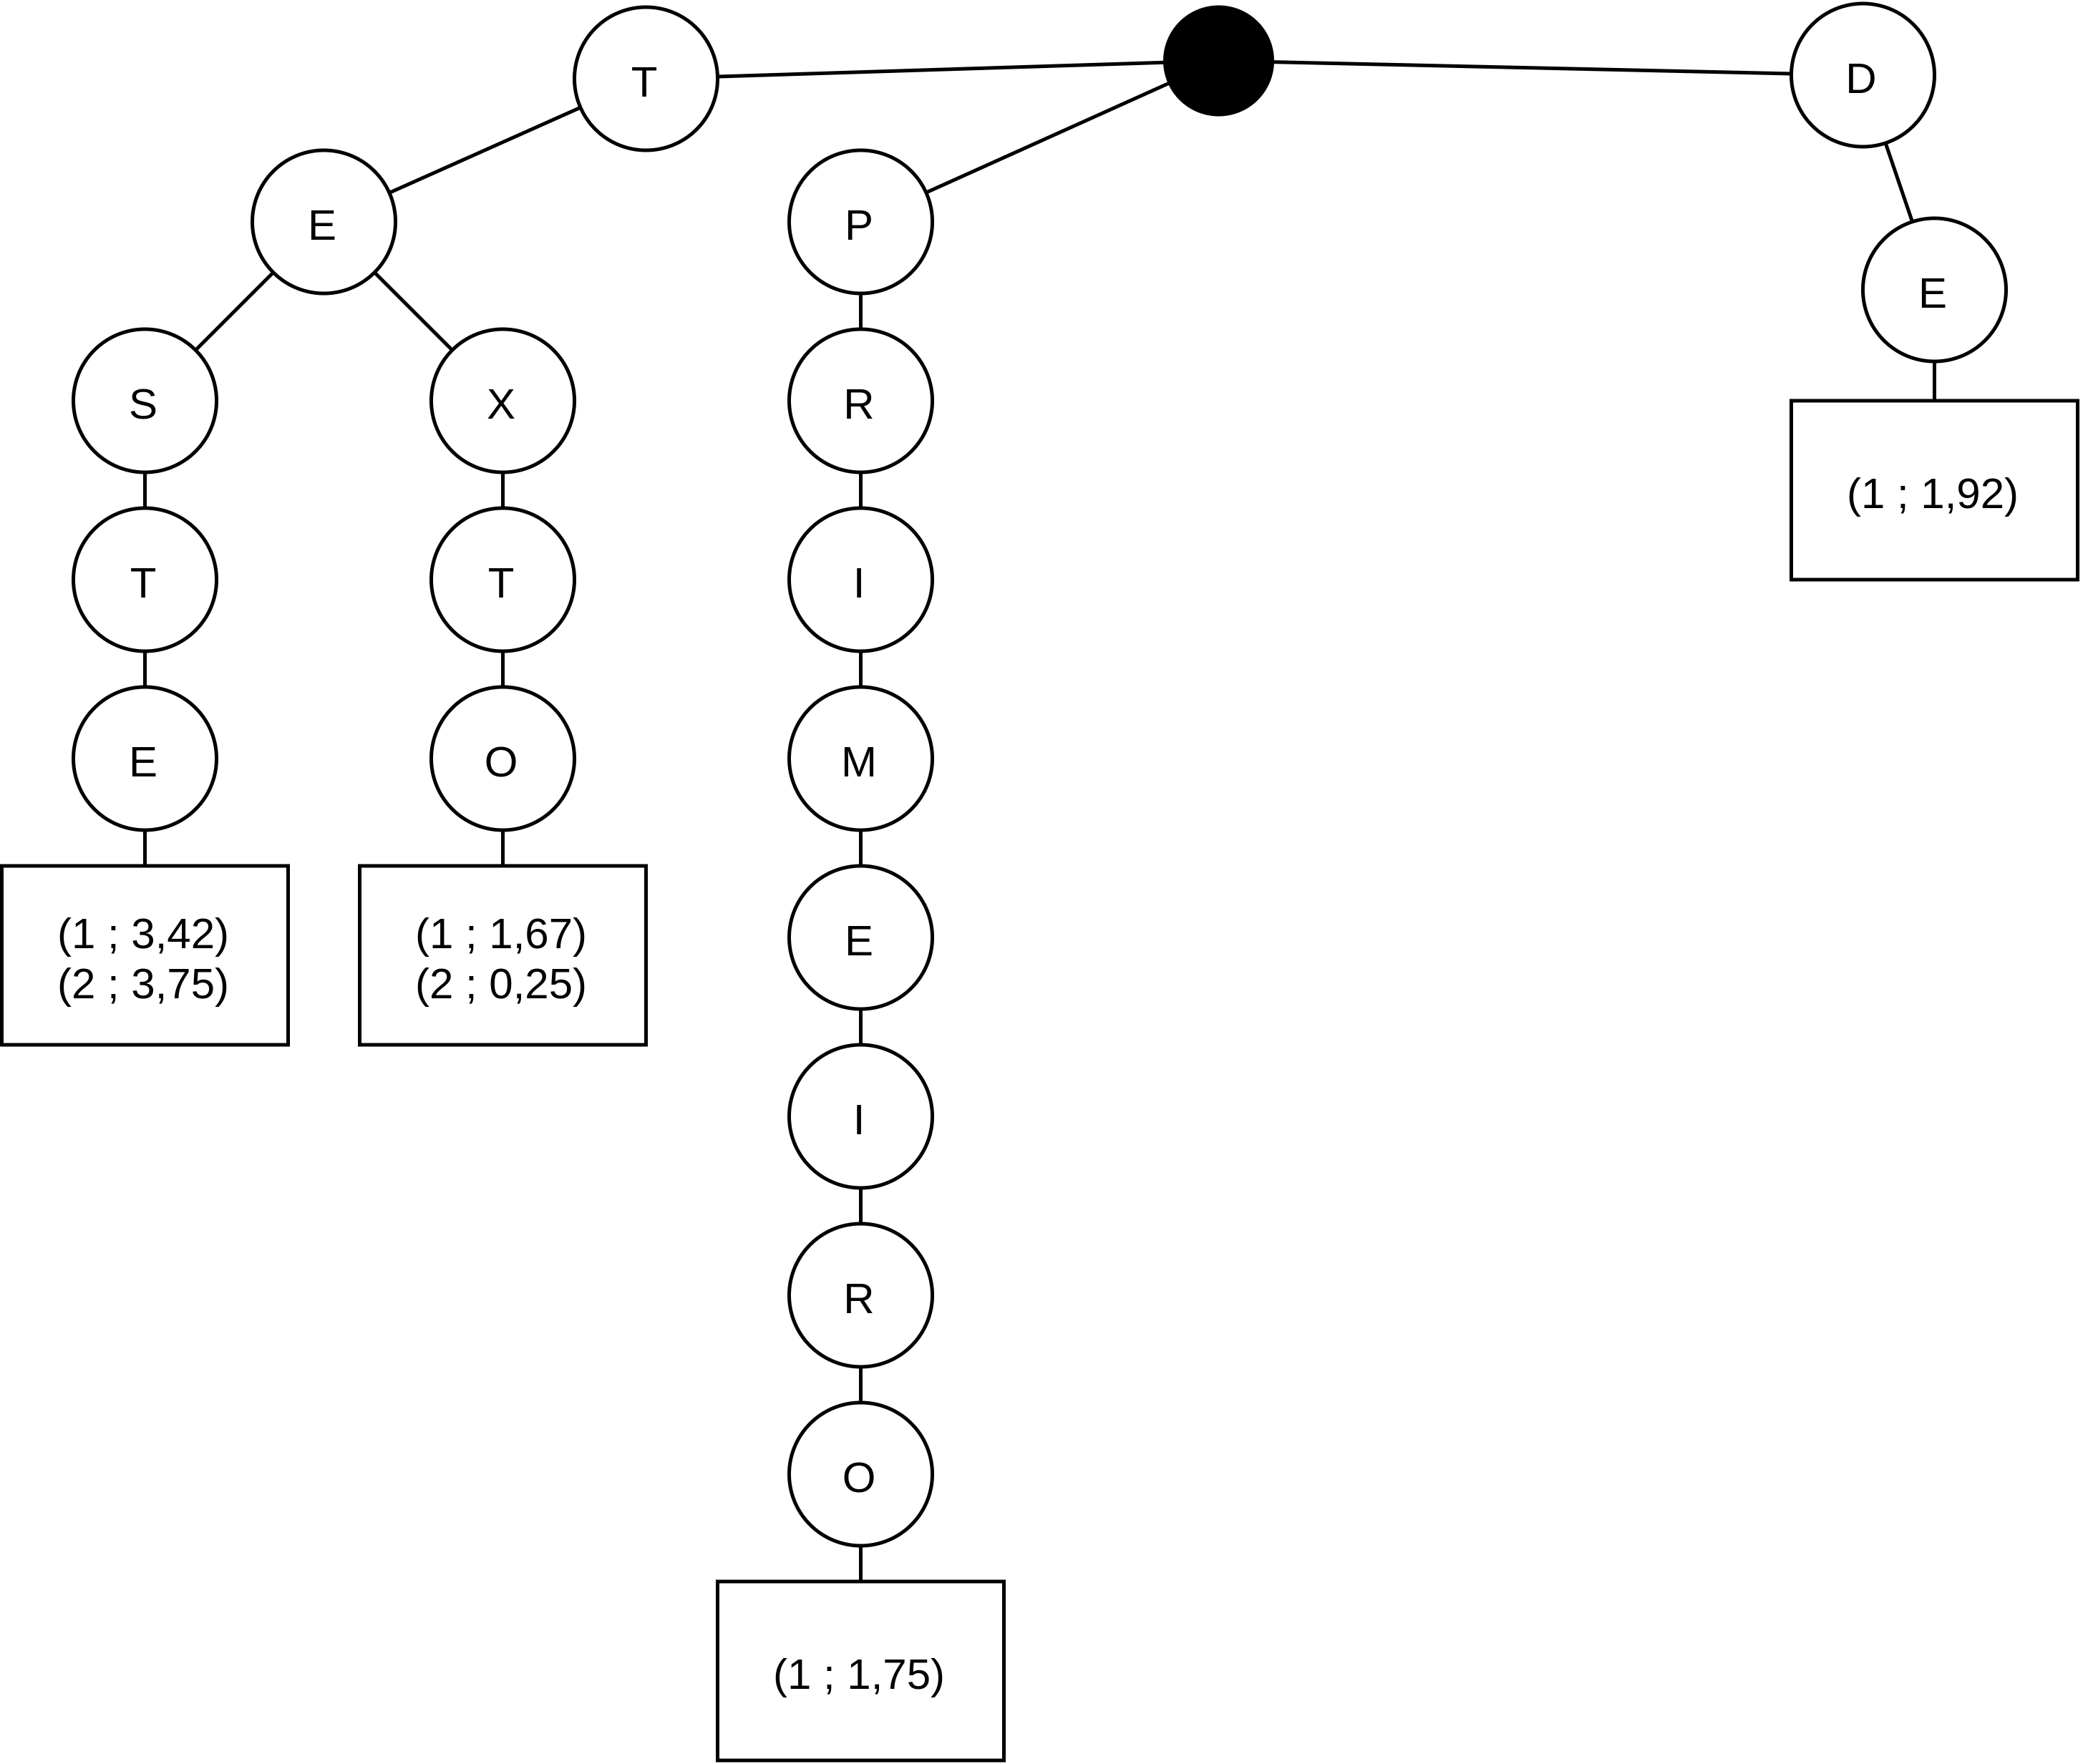 T
D
E
P
E
S
X
R
(1 ; 1,92)
T
T
I
E
O
M
(1 ; 3,42)
(2 ; 3,75)
(1 ; 1,67)
(2 ; 0,25)
E
I
R
O
(1 ; 1,75)